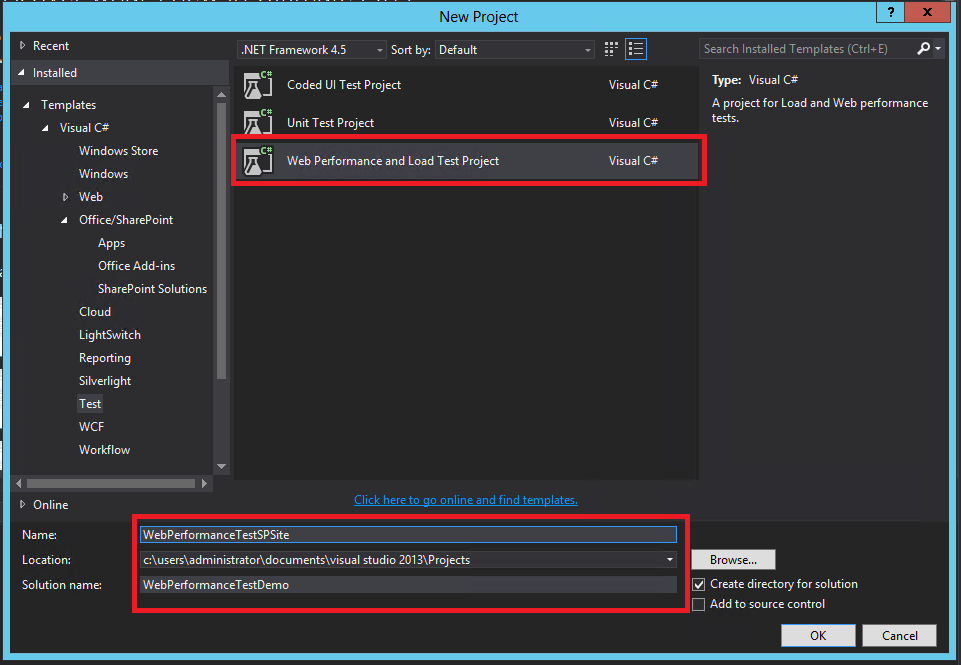 New Project
?
x
Recent
.NET Framework 4.5
Sort by:
Default
Search Installed Templates (Ctrl+E)
Installed
Templates
Visual C#
Windows Store
Windows
Web
Office/SharePoint
Apps
Office Add-ins
SharePoint Solutions
Cloud
LightSwitch
Reporting
Silverlight
Test
WCF
Workflow
Online
C#
Coded UI Test Project
Visual C#
C#
Unit Test Project
Visual C#
C#
Web Performance and Load Test Project
Visual C#
Type: Visual C#
A project for Load and Web performance
tests.
Click here to go online and find templates.
Name:
WebPerformanceTestSPSite
Location:
c:\users\administrator\documents\visual studio 2013\Projects
Browse...
Solution name:
WebPerformanceTestDemo
Create directory for solution
Add to source control
OK
Cancel